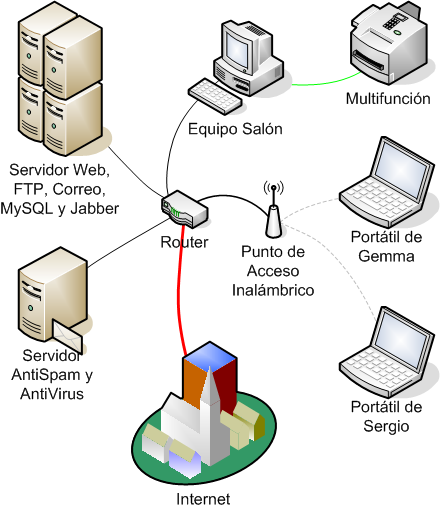 Equipo Salón
Multifunción
Servidor Web,
FTP, Correo,
MySQL y Jabber
Router
Punto de
Acceso
Inalámbrico
Portátil de
Gemma
Servidor
AntiSpam y
AntiVirus
Portátil de
Sergio
Internet